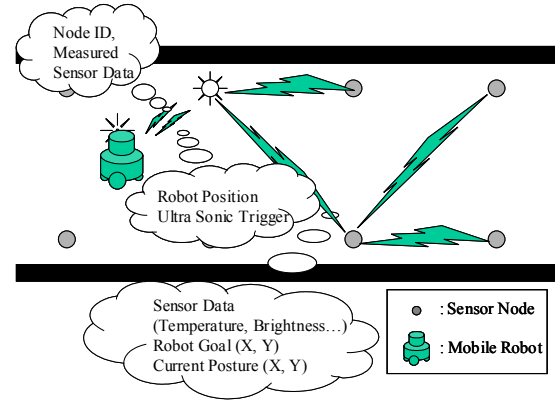 Node ID,
Measured
Sensor Data
Robot Position
Ultra Sonic Trigger
Sensor Data
(Temperature, Brightness…)
Robot Goal (X, Y)
Current Posture (X, Y)
: Sensor Node
: Mobile Robot